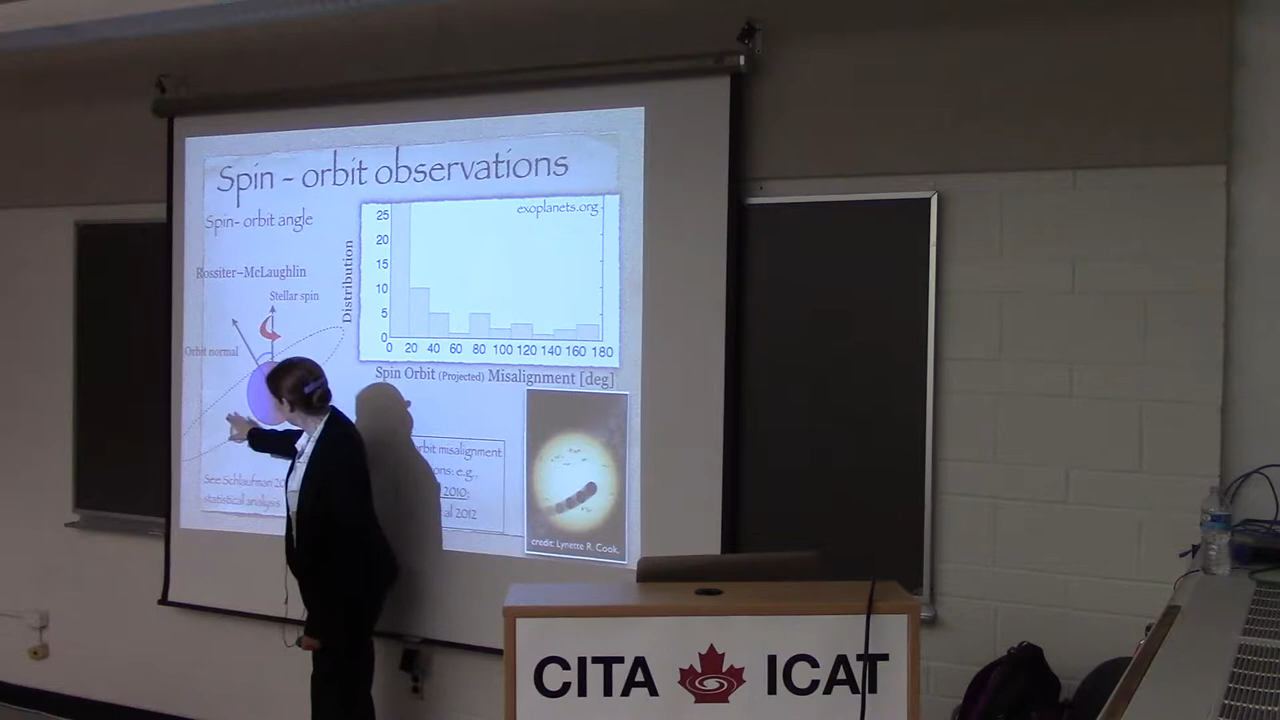 Spin - orbit observations
Spin- orbit angle
exoplanets.org
25
20
15
10
5
0
Distribution
0 20 40 60 80 100 120 140 160 180
Spin Orbit (Projected) Misalignment [deg]
Rossiter–McLaughlin
Stellar spin
Orbit normal
See Schlaufman
statistical analysis
orbit misalignment
e.g.,
2010;
al 2012
credit: Lynette R. Cook.
CITA ICAT